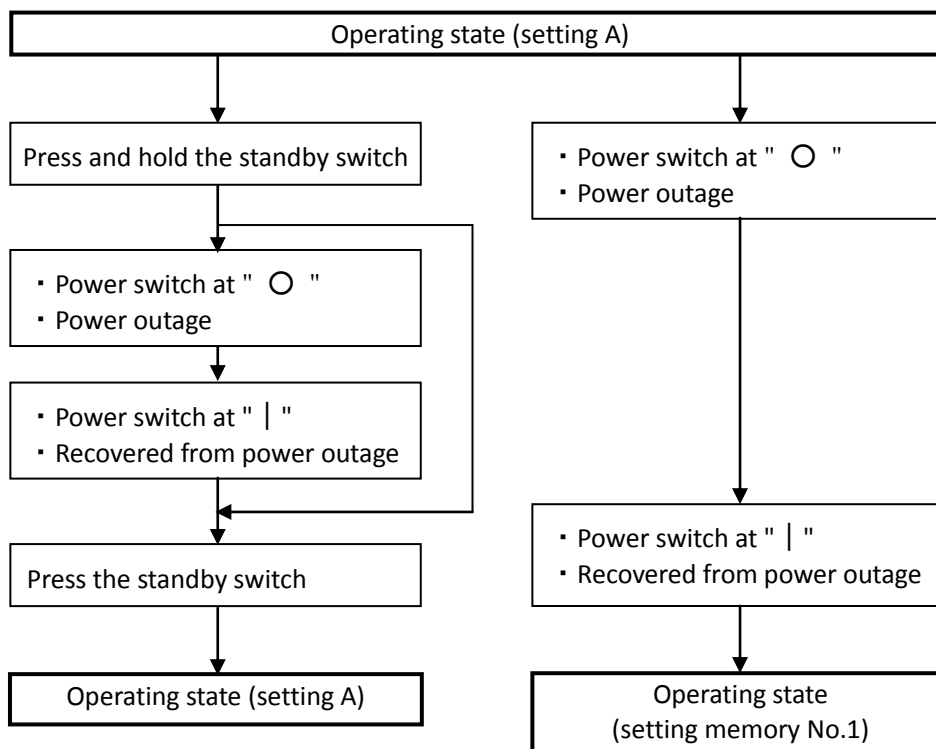 Operating state (setting A)
Press and hold the standby switch
・Power switch at " ○ "
・Power outage
・Power switch at " | "
・Recovered from power outage
Press the standby switch
Operating state (setting A)
・Power switch at " ○ "
・Power outage
・Power switch at " | "
・Recovered from power outage
Operating state
(setting memory No.1)